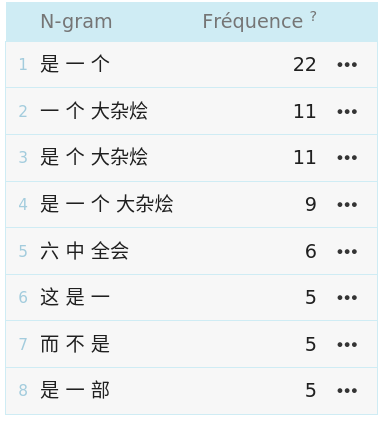 N-gram Fréquence ?
1 是 一 个 22 •••
2 一 个 大杂烩 11 •••
3 是 个 大杂烩 11 •••
4 是 一 个 大杂烩 9 •••
5 六 中 全会 6 •••
6 这 是 一 5 •••
7 而 不 是 5 •••
8 是 一 部 5 •••